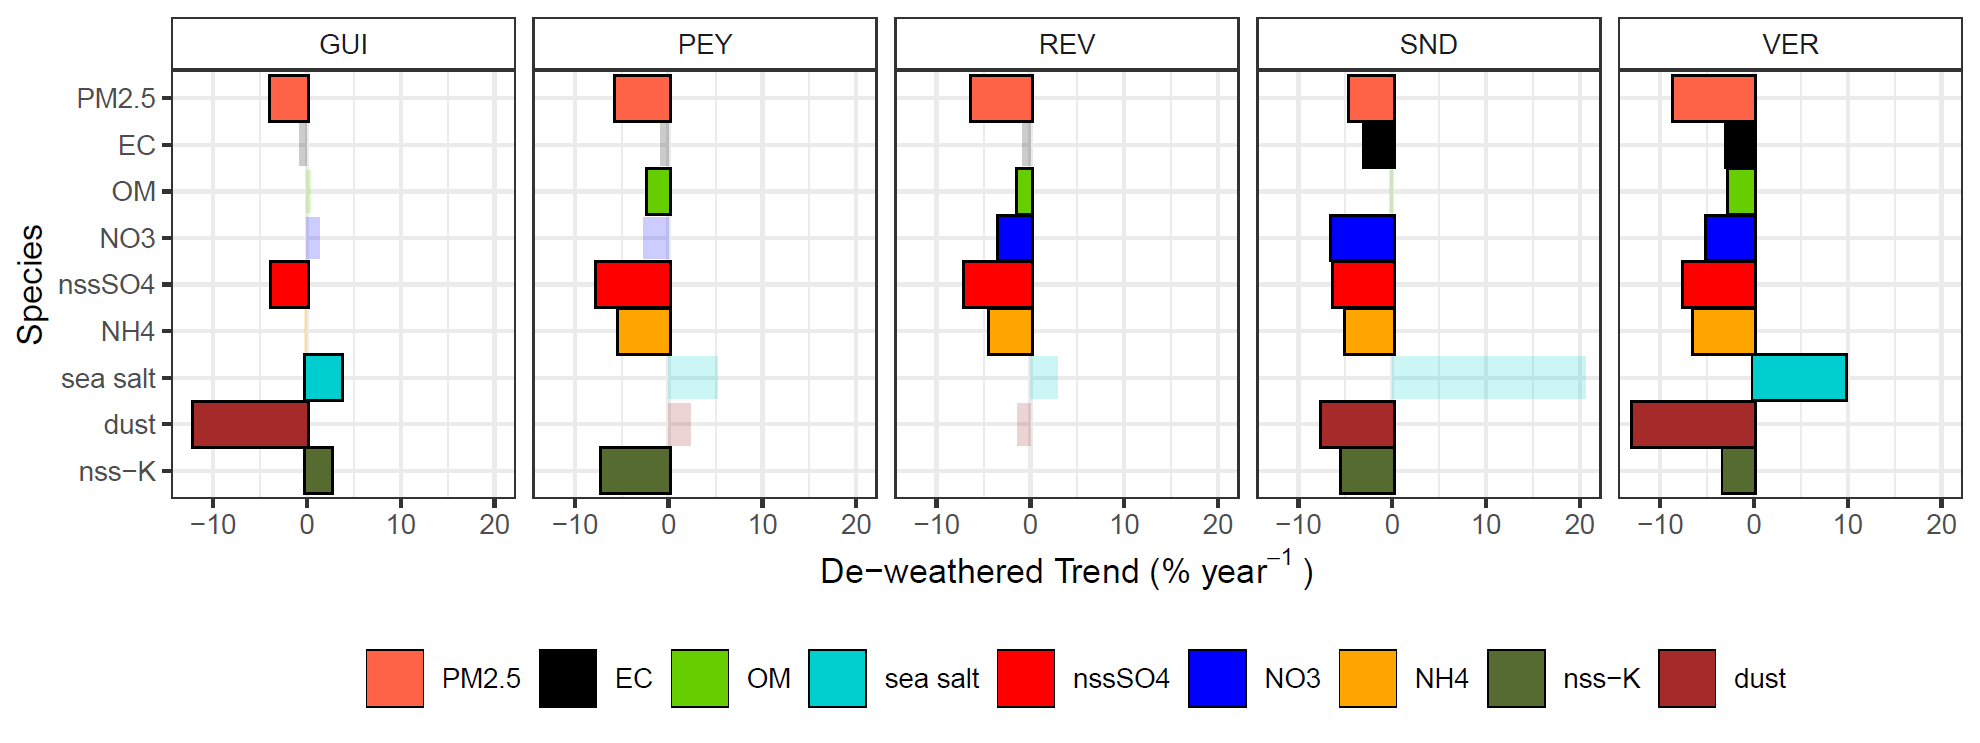 GUI PEY REV SND VER
PM2.5
EC
OM
NO3
nssSO4
NH4
sea salt
dust
nss−K
Species
−10 0 10 20 −10 0 10 20 −10 0 10 20 −10 0 10 20 −10 0 10 20
De−weathered Trend (% year⁻¹ )
PM2.5 EC OM sea salt nssSO4 NO3 NH4 nss−K dust